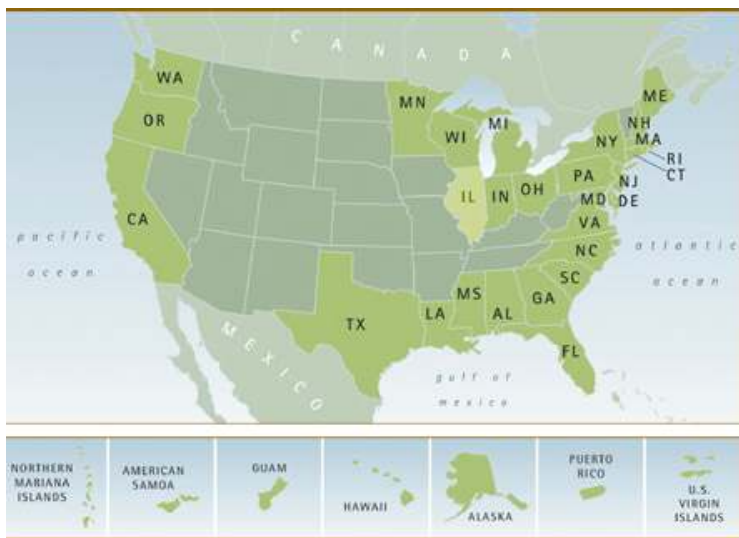 CANADA
WA
OR
CA
MN
WI
MI
IL
IN
OH
ME
NH
MA
RI
CT
NY
PA
NJ
MD
DE
VA
NC
SC
GA
MS
AL
LA
TX
FL
pacific
ocean
atlantic
ocean
MEXICO
gulf of
mexico
NORTHERN
MARIANA
ISLANDS
AMERICAN
SAMOA
GUAM
HAWAII
ALASKA
PUERTO
RICO
U.S.
VIRGIN
ISLANDS